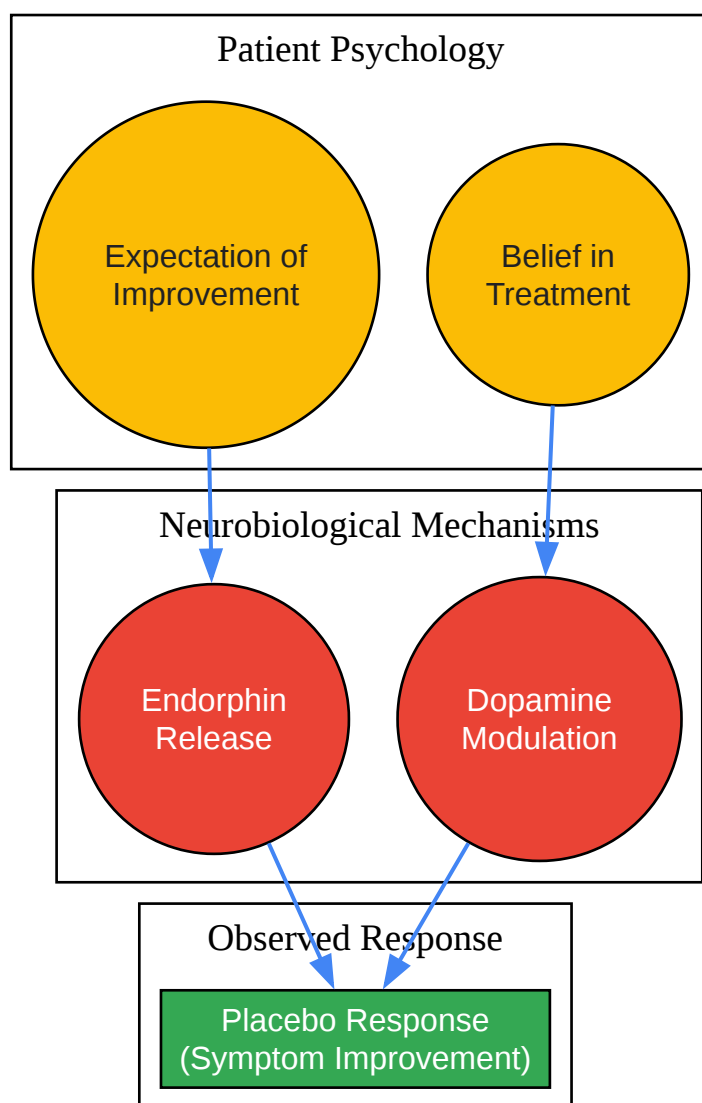 Patient Psychology
Expectation of
Improvement
Belief in
Treatment
Neurobiological Mechanisms
Endorphin
Release
Dopamine
Modulation
Observed Response
Placebo Response
(Symptom Improvement)